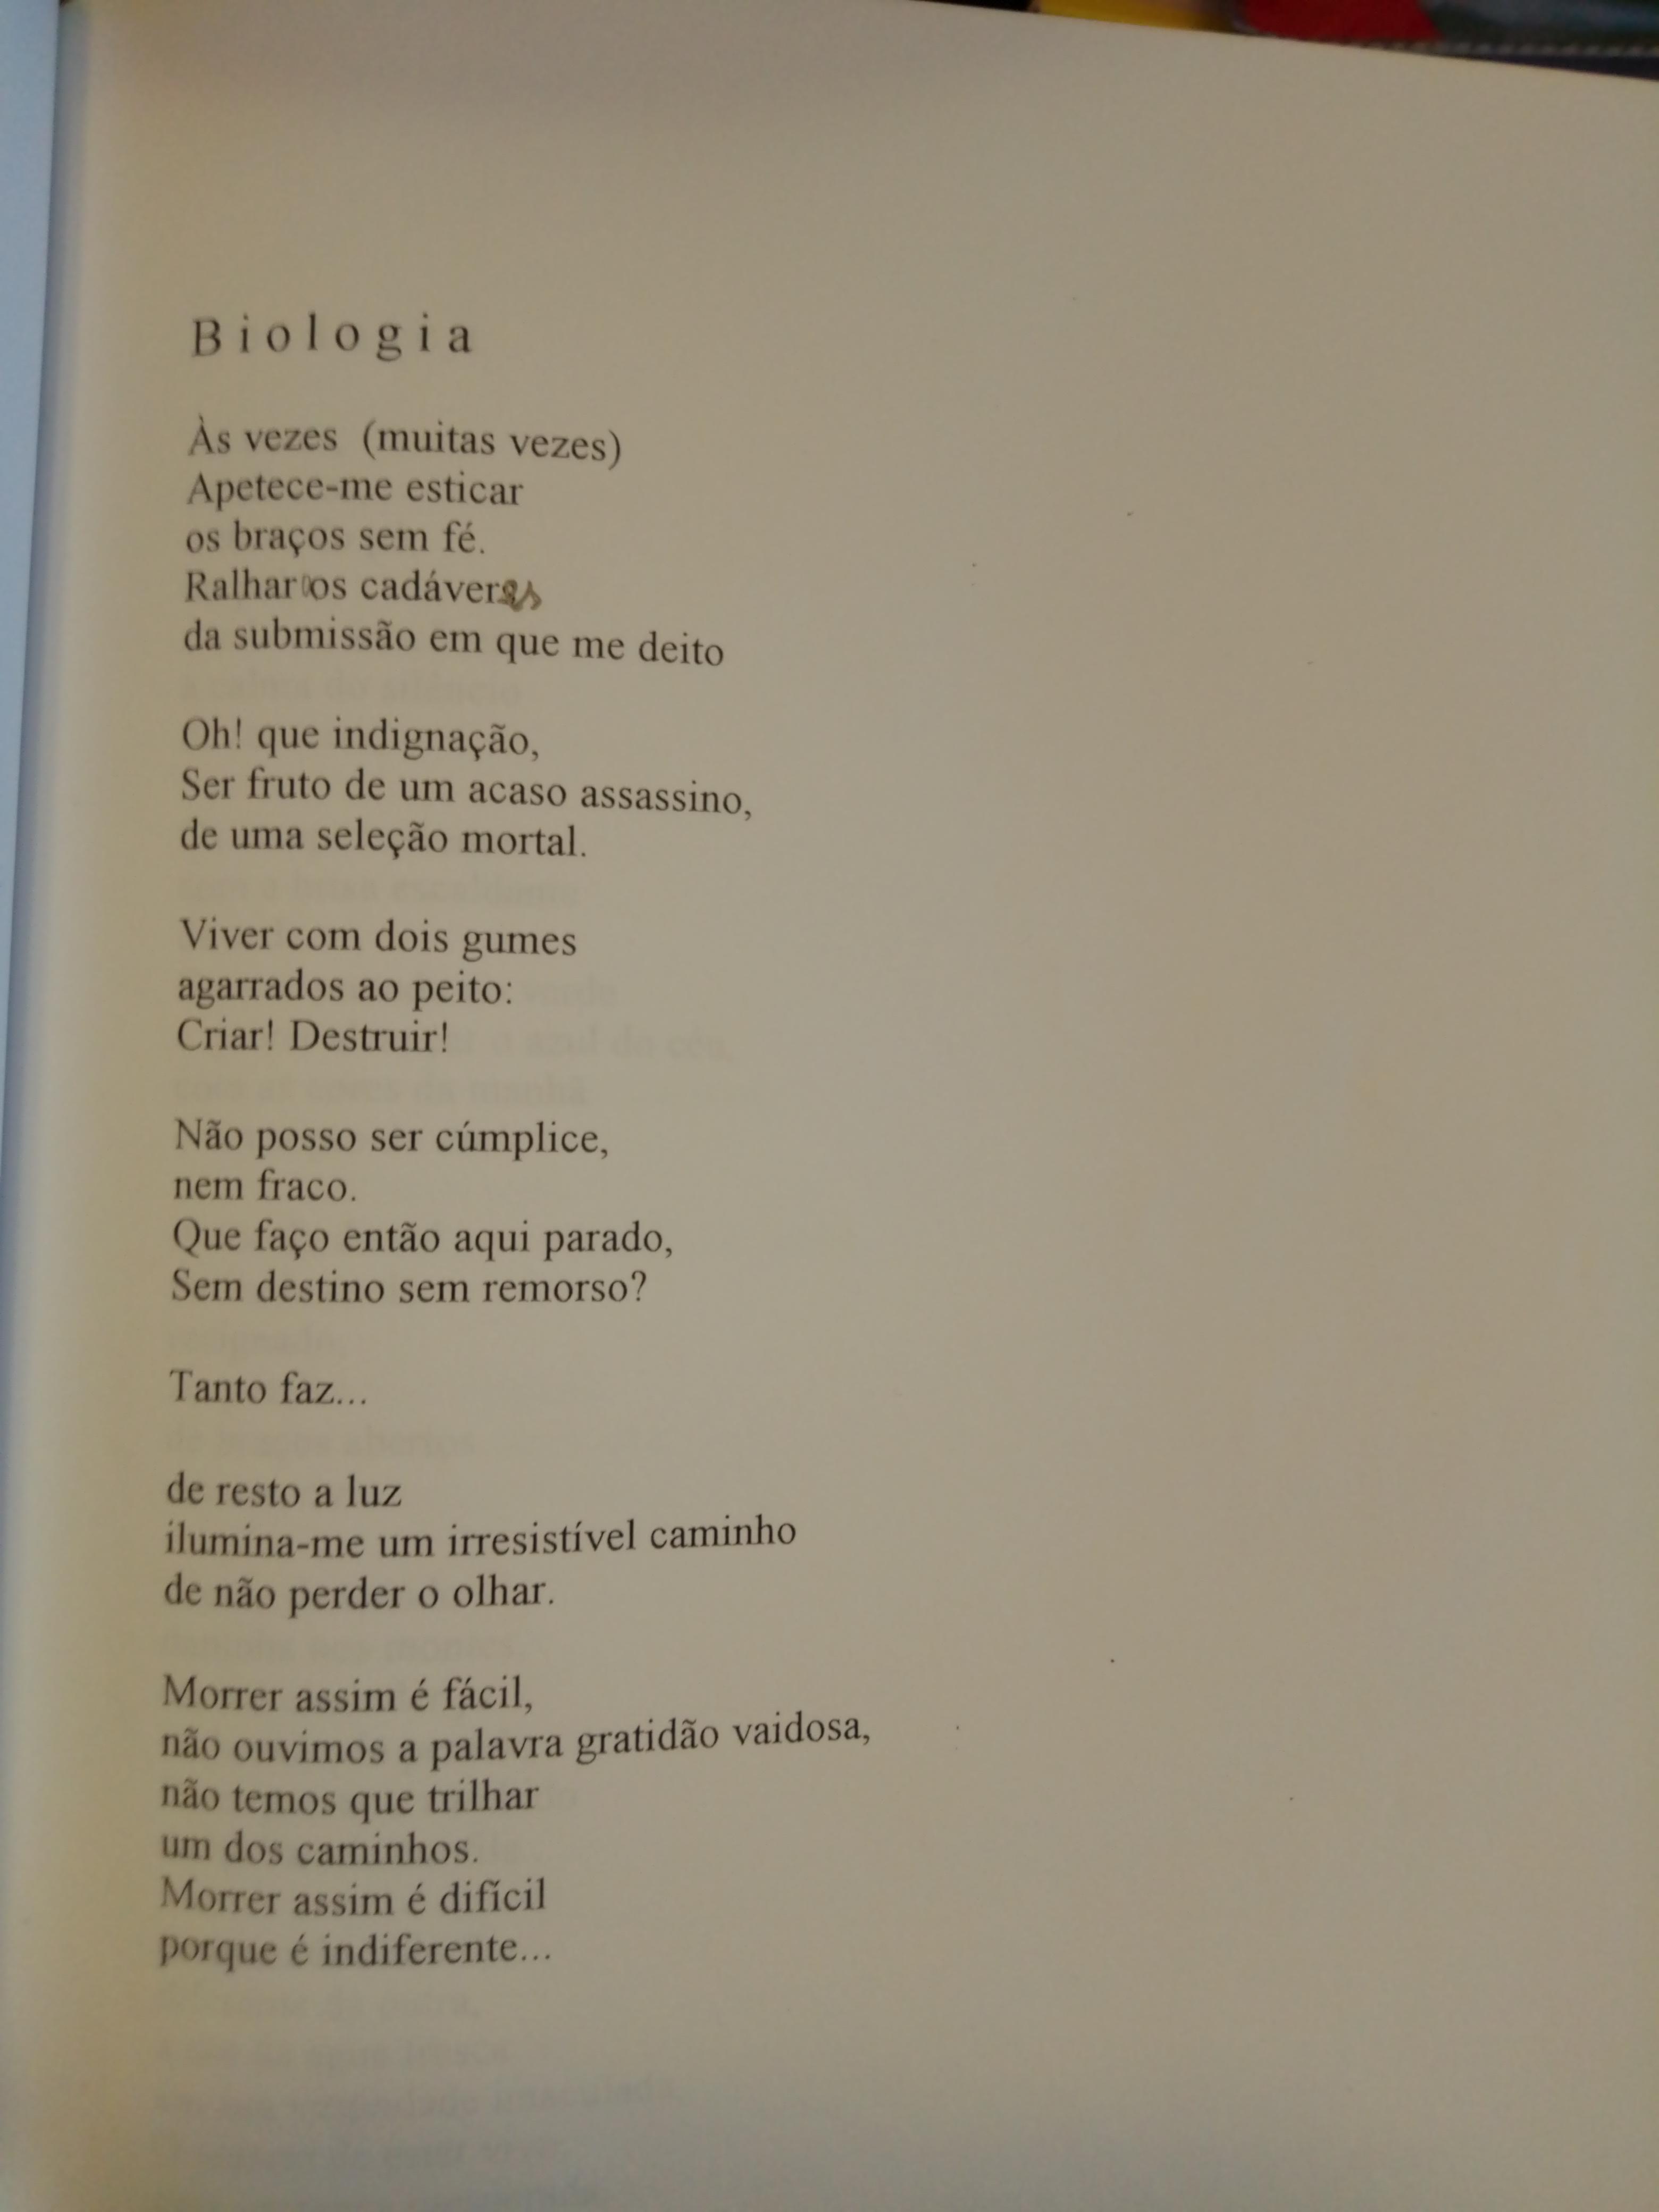 Biologia
Às vezes (muitas vezes)
Apetece-me esticar
os braços sem fé.
Ralhar os cadáveres
da submissão em que me deito
Oh! que indignação,
Ser fruto de um acaso assassino,
de uma seleção mortal.
Viver com dois gumes
agarrados ao peito:
Criar! Destruir!
Não posso ser cúmplice,
nem fraco.
Que faço então aqui parado,
Sem destino sem remorso?
Tanto faz...
de resto a luz
ilumina-me um irresistível caminho
de não perder o olhar.
Morrer assim é fácil,
não ouvimos a palavra gratidão vaidosa,
não temos que trilhar
um dos caminhos.
Morrer assim é difícil
porque é indiferente...